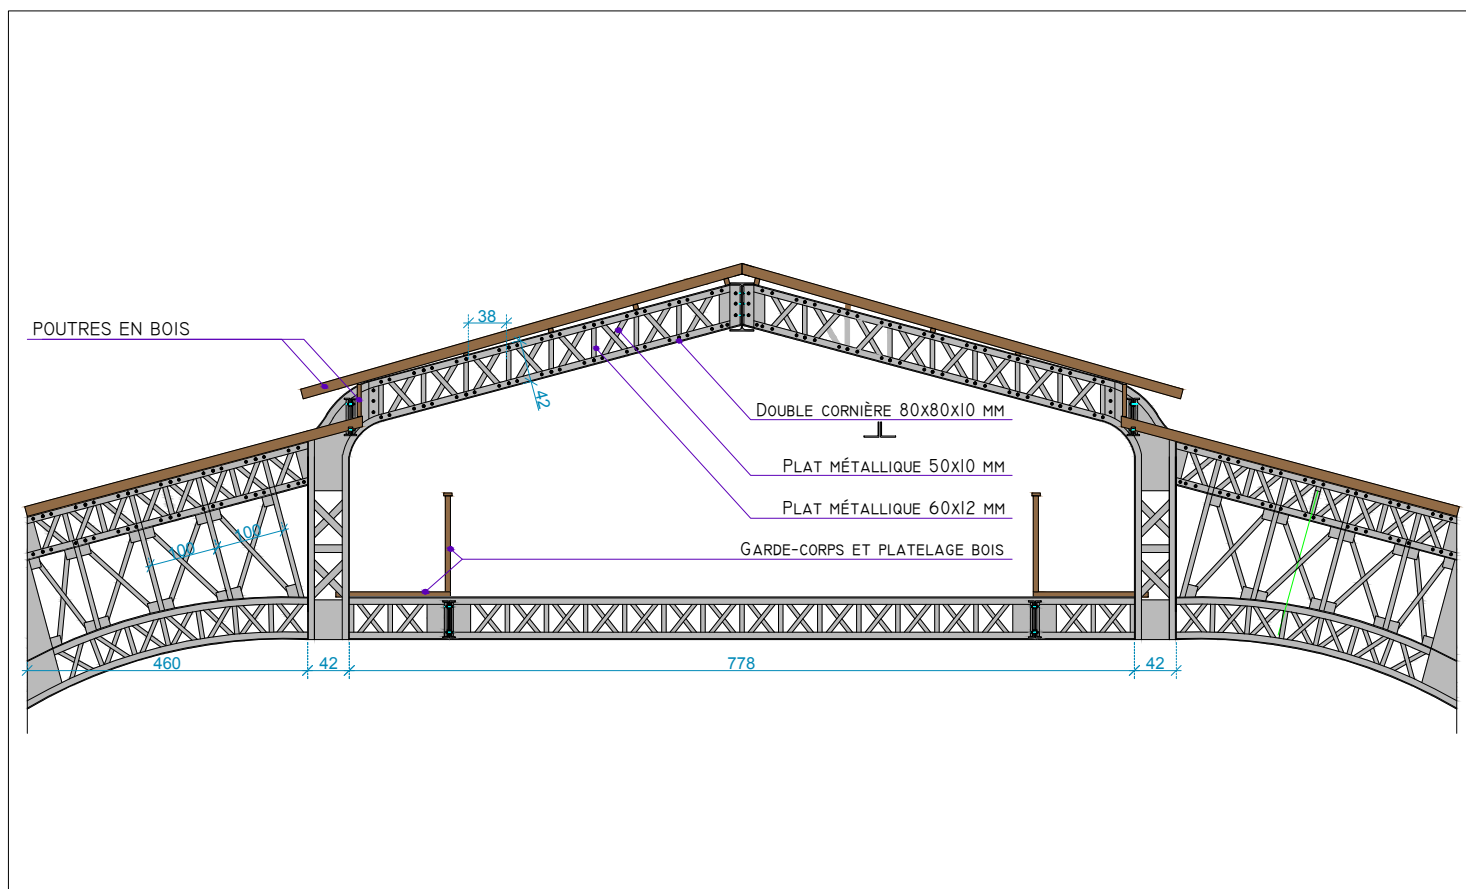 38
POUTRES EN BOIS
42
DOUBLE CORNIÈRE 80x80x10 MM
PLAT MÉTALLIQUE 50x10 MM
PLAT MÉTALLIQUE 60x12 MM
100 100
GARDE-CORPS ET PLATELAGE BOIS
460 42 778 42